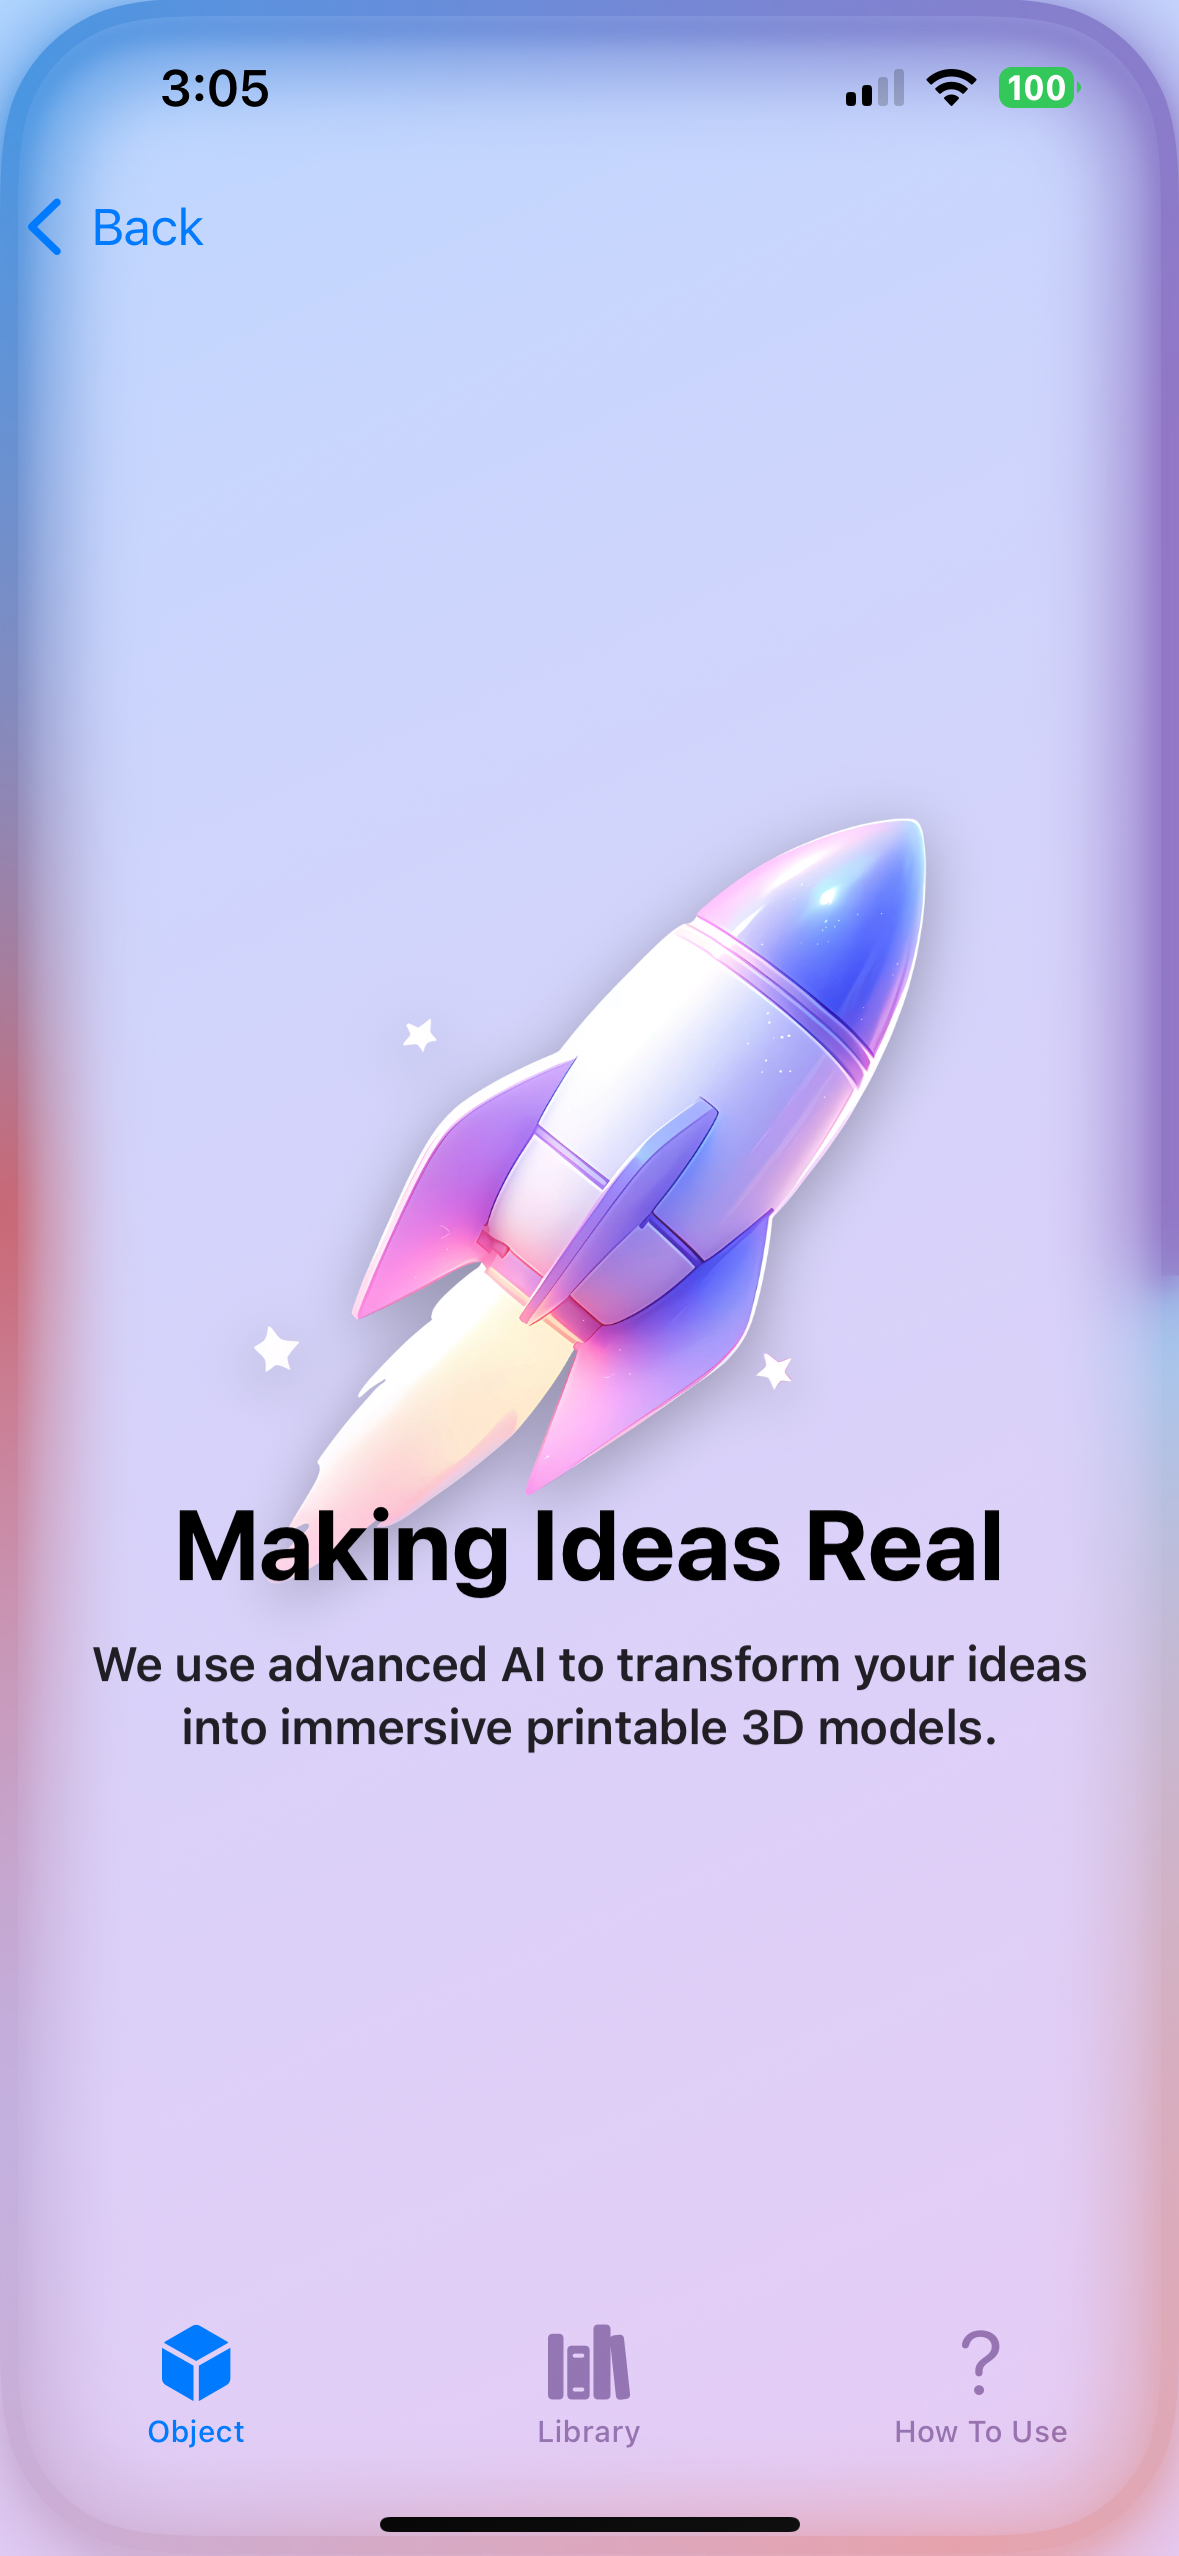 3:05
100
Back
Making Ideas Real
We use advanced AI to transform your ideas
into immersive printable 3D models.
Object
Library
How To Use